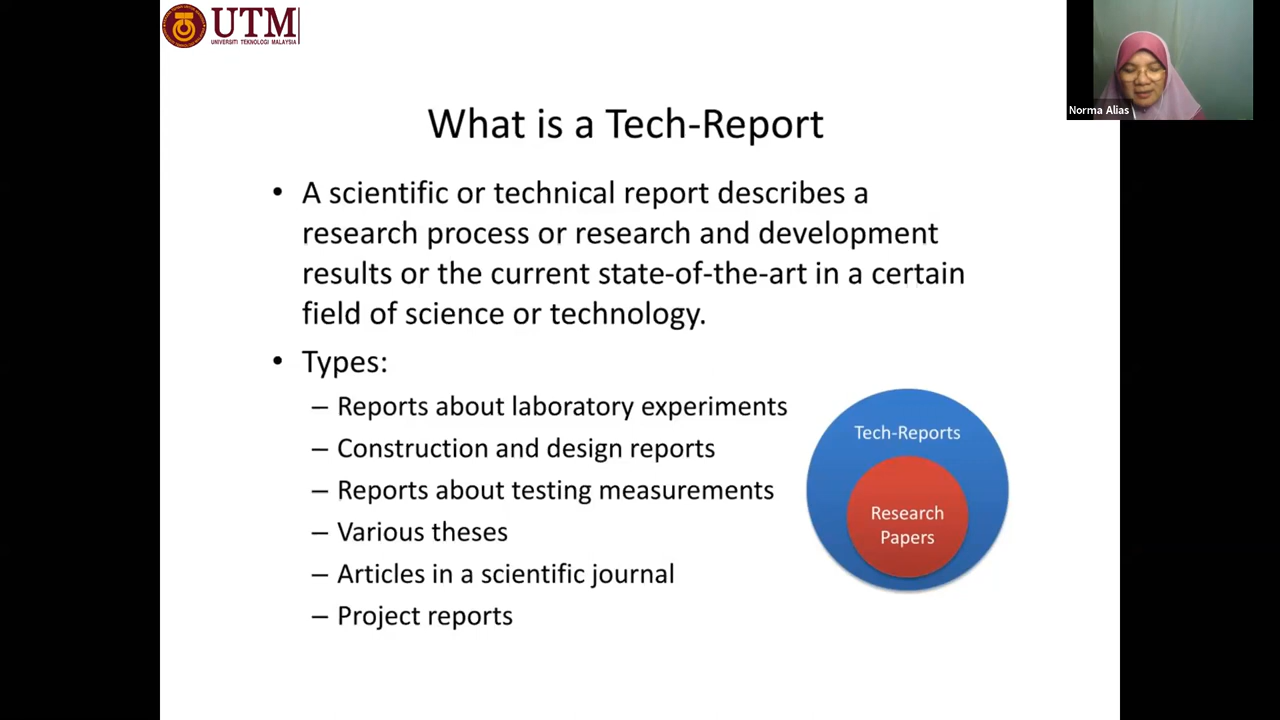 UTM
UNIVERSITI TEKNOLOGI MALAYSIA
Norma Alias
What is a Tech-Report
• A scientific or technical report describes a
research process or research and development
results or the current state-of-the-art in a certain
field of science or technology.
• Types:
– Reports about laboratory experiments
– Construction and design reports
– Reports about testing measurements
– Various theses
– Articles in a scientific journal
– Project reports
Tech-Reports
Research
Papers